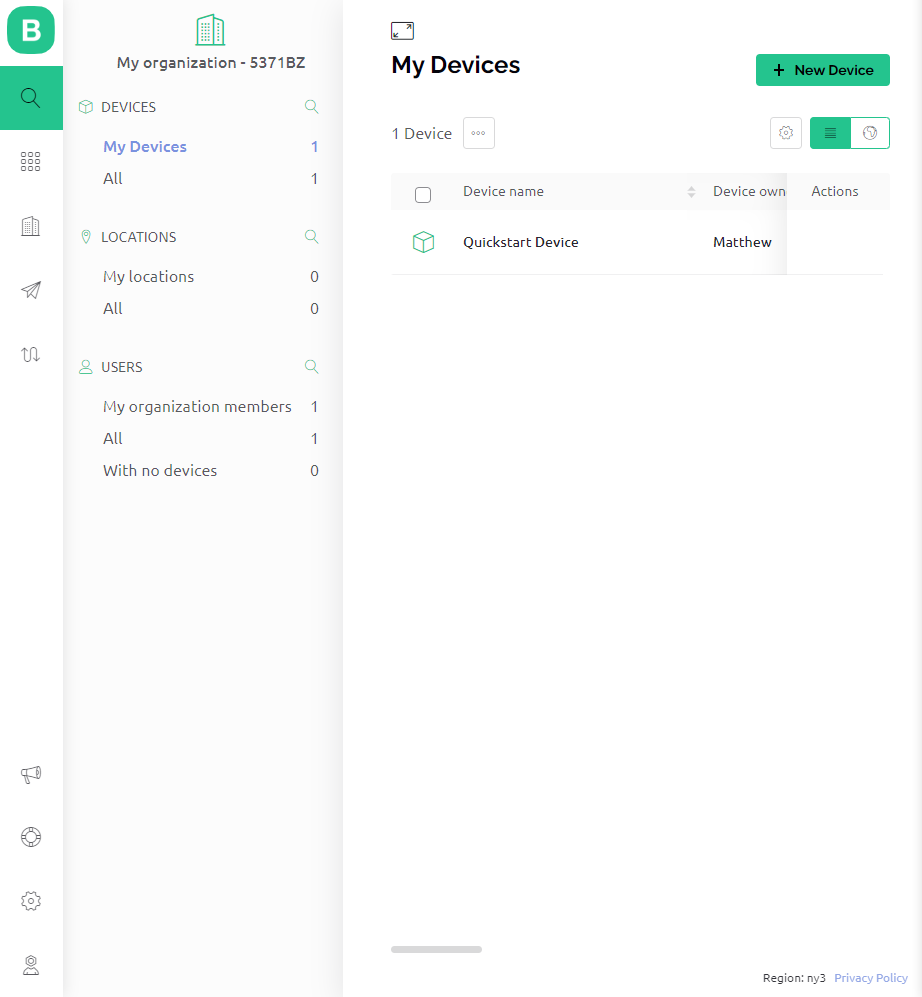 B
My organization - 5371BZ
DEVICES
My Devices 1
All 1
LOCATIONS
My locations 0
All 0
USERS
My organization members 1
All 1
With no devices 0
My Devices
+ New Device
1 Device
Device name Device own Actions
Quickstart Device Matthew
Region: ny3 Privacy Policy